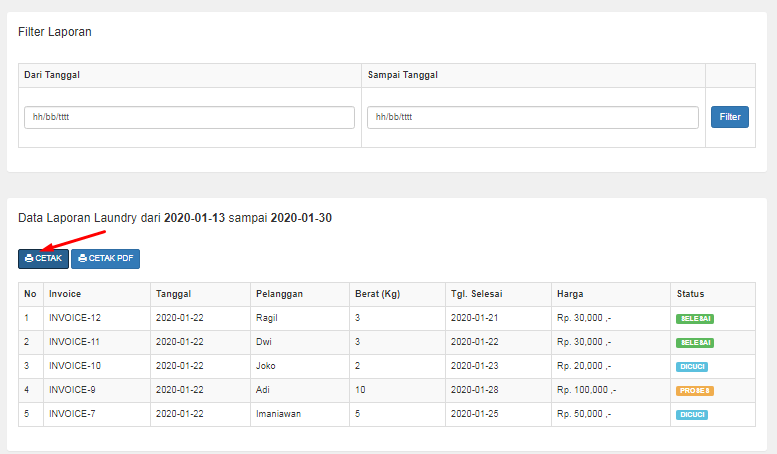 Filter Laporan
Dari Tanggal Sampai Tanggal
hh/bb/tttt hh/bb/tttt Filter
Data Laporan Laundry dari 2020-01-13 sampai 2020-01-30
CETAK CETAK PDF
No Invoice Tanggal Pelanggan Berat (Kg) Tgl. Selesai Harga Status
1 INVOICE-12 2020-01-22 Ragil 3 2020-01-21 Rp. 30,000 ,- SELESAI
2 INVOICE-11 2020-01-22 Dwi 3 2020-01-22 Rp. 30,000 ,- SELESAI
3 INVOICE-10 2020-01-22 Joko 2 2020-01-23 Rp. 20,000 ,- DICUCI
4 INVOICE-9 2020-01-22 Adi 10 2020-01-28 Rp. 100,000 ,- PROSES
5 INVOICE-7 2020-01-22 Imaniawan 5 2020-01-25 Rp. 50,000 ,- DICUCI